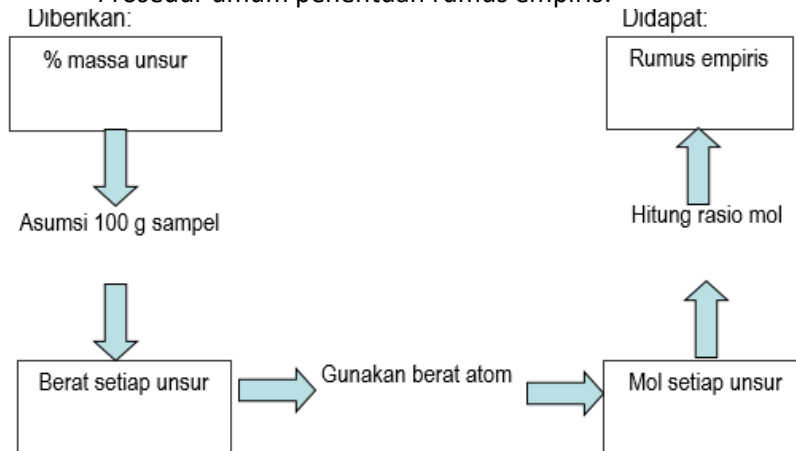 Prosedur umum penentuan rumus empiris:
Diberikan:
Didapat:
% massa unsur
Rumus empiris
Asumsi 100 g sampel
Hitung rasio mol
Berat setiap unsur
Gunakan berat atom
Mol setiap unsur